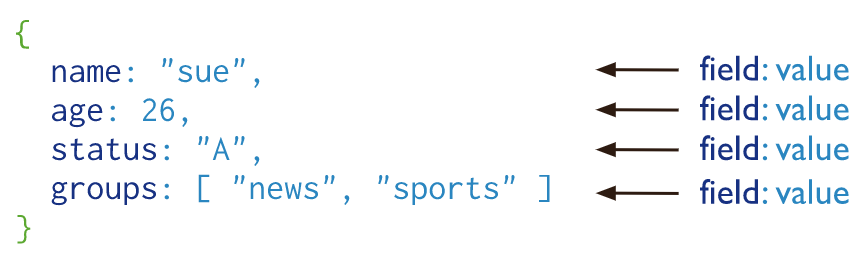 {
name: "sue", field: value
age: 26, field: value
status: "A", field: value
groups: [ "news", "sports" ] field: value
}